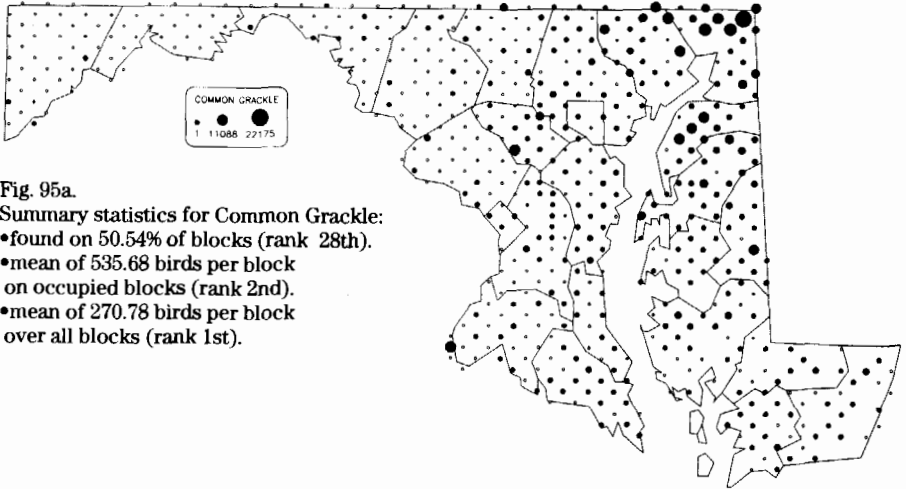 COMMON GRACKLE
1 11088 22175
Fig. 95a.
Summary statistics for Common Grackle:
•found on 50.54% of blocks (rank 28th).
•mean of 535.68 birds per block
on occupied blocks (rank 2nd).
•mean of 270.78 birds per block
over all blocks (rank 1st).